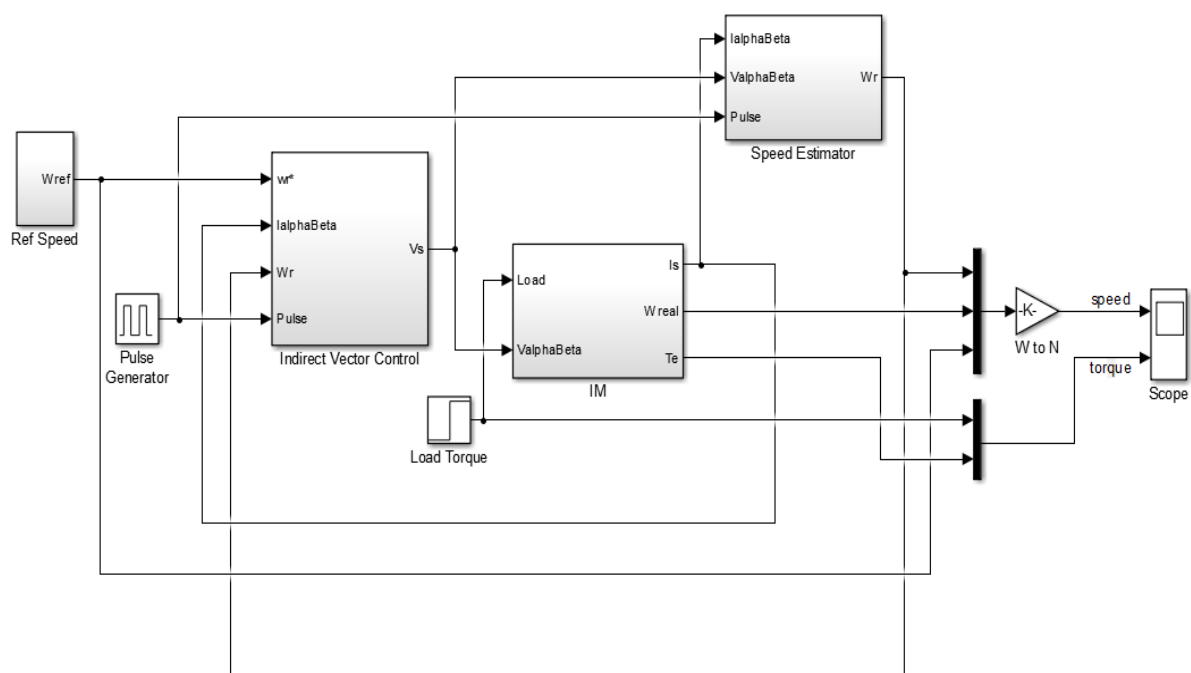 IalphaBeta
ValphaBeta
Pulse
Wr
Speed Estimator
Wref
Ref Speed
wr*
IalphaBeta
Wr
Pulse
Vs
Indirect Vector Control
Pulse
Generator
Load
ValphaBeta
Is
Wreal
Te
IM
Load Torque
-K-
W to N
speed
torque
Scope